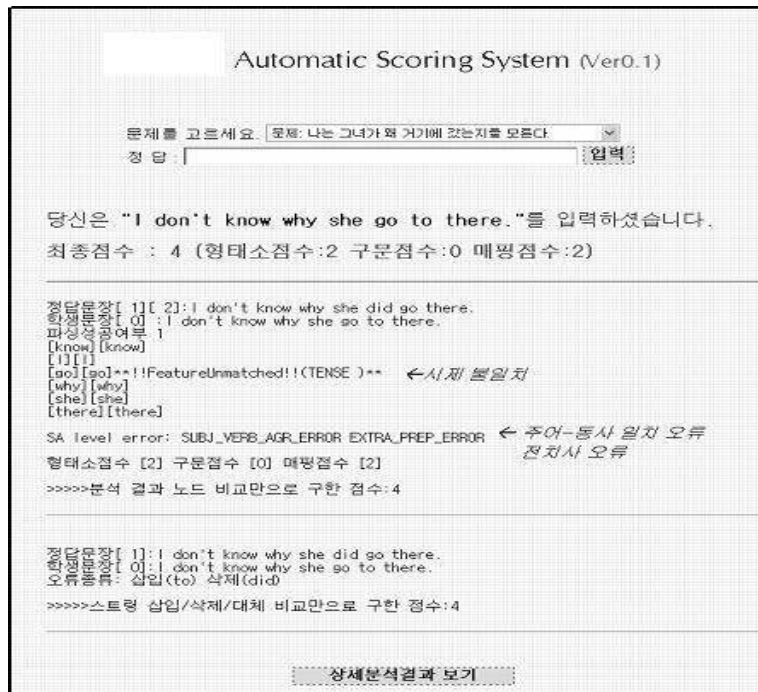 Automatic Scoring System (Ver0.1)
문제를 고르세요. 문제: 나는 그녀가 왜 거기에 갔는지를 모른다.
정 답 : 입력
당신은 "I don't know why she go to there."를 입력하셨습니다.
최종점수 : 4 (형태소점수:2 구문점수:0 매핑점수:2)
정답문장[ 1][ 2]:I don't know why she did go there.
학생문장[ 0] :I don't know why she go to there.
파싱성공여부 1
[know][know]
[I][I]
[go][go]**!!FeatureUnmatched!!(TENSE )** ←시제 불일치
[why][why]
[she][she]
[there][there]
SA level error: SUBJ_VERB_AGR_ERROR EXTRA_PREP_ERROR ← 주어-동사 일치 오류
전치사 오류
형태소점수 [2] 구문점수 [0] 매핑점수 [2]
>>>>>분석 결과 노드 비교만으로 구한 점수:4
정답문장[ 1]:I don't know why she did go there.
학생문장[ 0]:I don't know why she go to there.
오류종류: 삽입(to) 삭제(did)
>>>>>스트링 삽입/삭제/대체 비교만으로 구한 점수:4
상세분석결과 보기